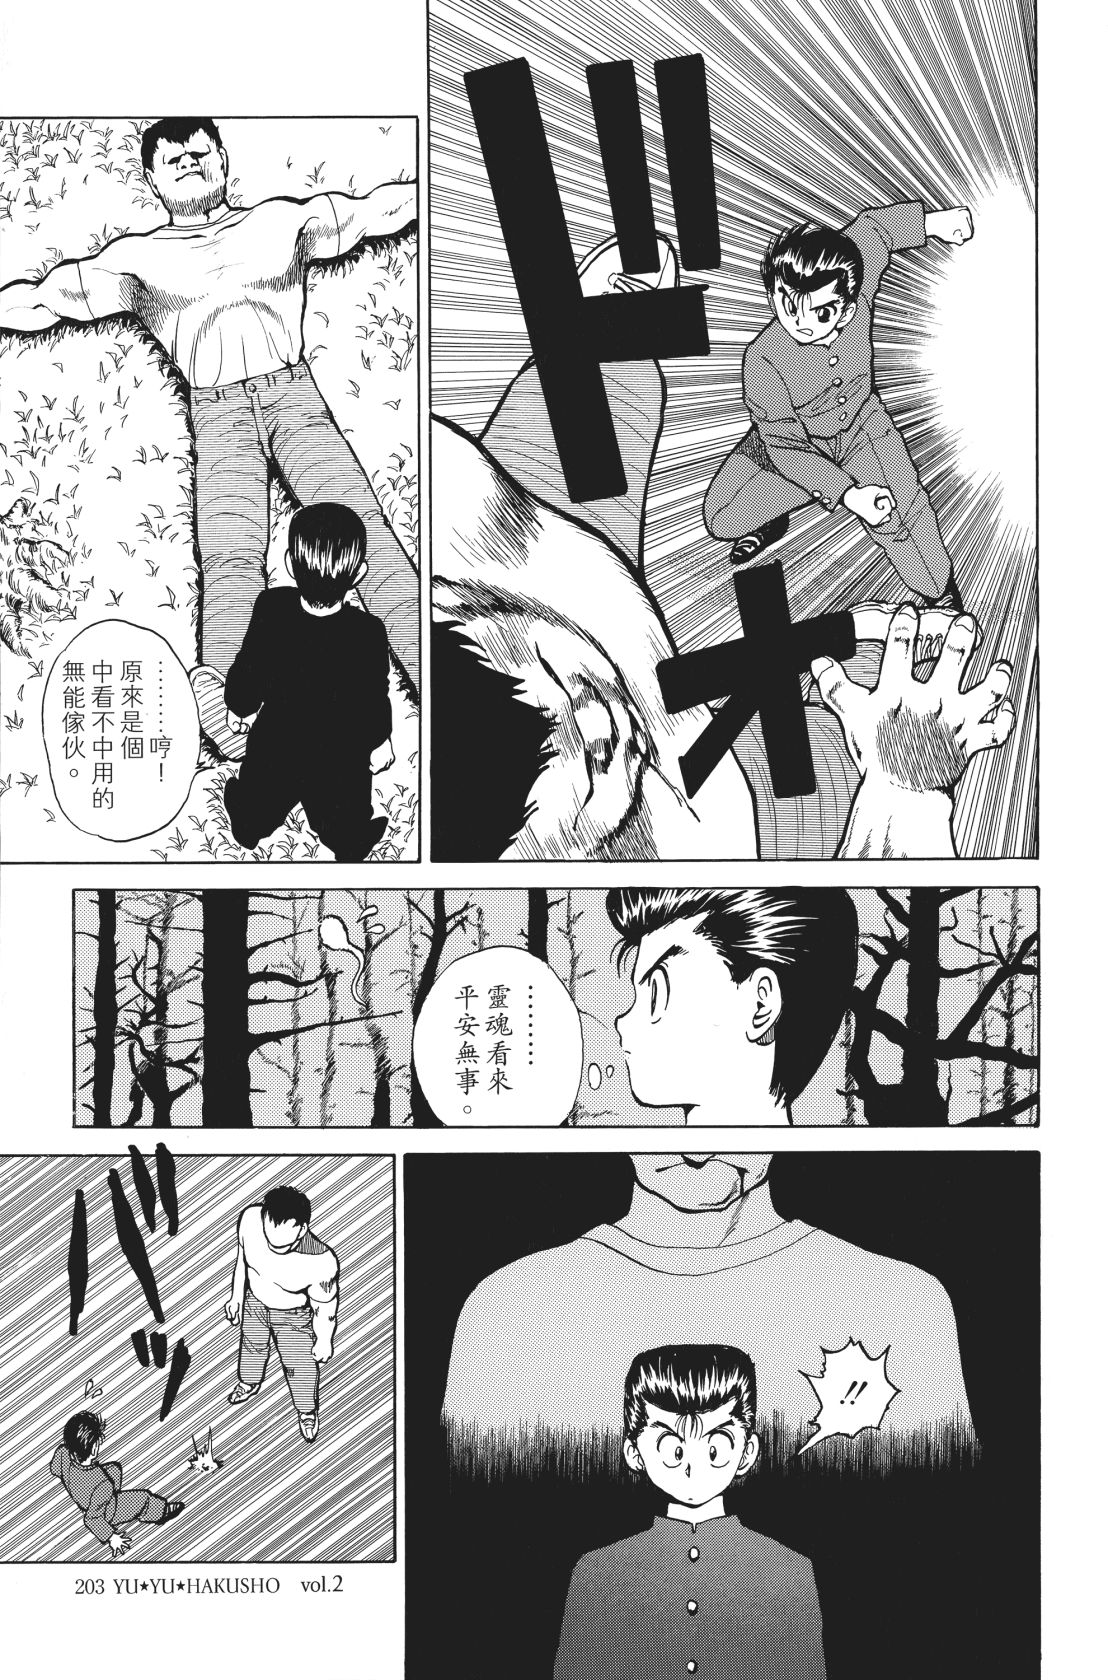 ドオ
………哼！
原來是個
中看不中用的
無能傢伙。
………
靈魂看來
平安無事。
!!
バッ
203 YU★YU★HAKUSHO vol.2